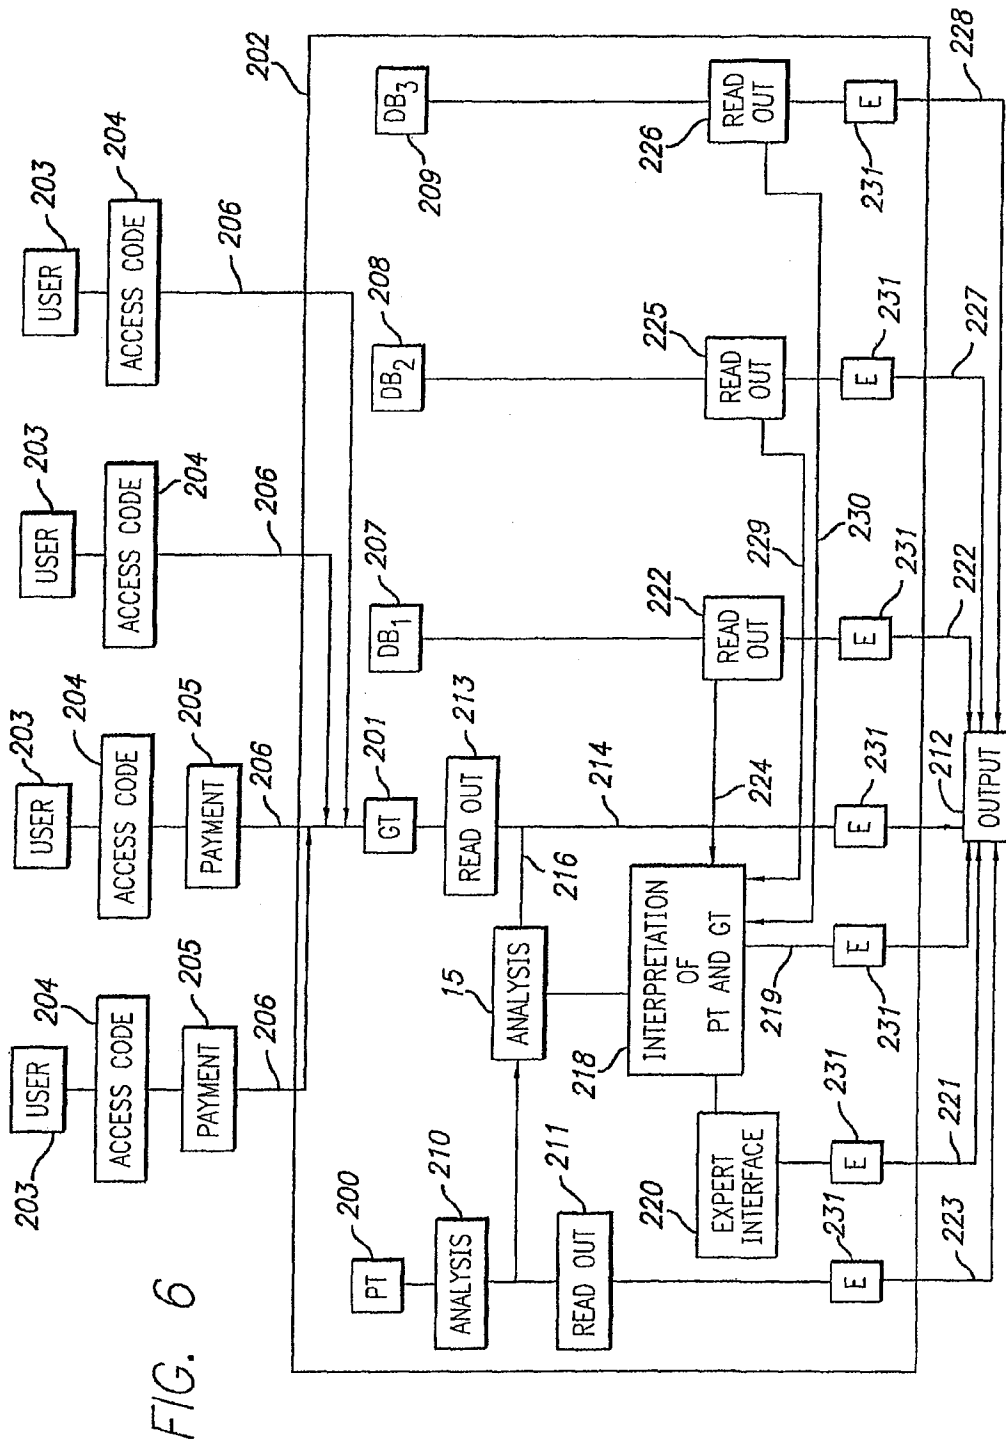 FIG. 6
203
USER
204
ACCESS CODE
205
PAYMENT
206
203
USER
204
ACCESS CODE
205
PAYMENT
206
203
USER
204
ACCESS CODE
206
203
USER
204
ACCESS CODE
206
202
200
PT
201
GT
207
DB1
208
DB2
209
DB3
210
ANALYSIS
213
READ OUT
15
ANALYSIS
216
214
211
READ OUT
218
INTERPRETATION
OF
PT AND GT
224
222
READ
OUT
229
230
225
READ
OUT
226
READ
OUT
220
EXPERT
INTERFACE
219
231
E
231
E
231
E
231
E
231
E
231
E
231
E
223
221
212
OUTPUT
222
227
228